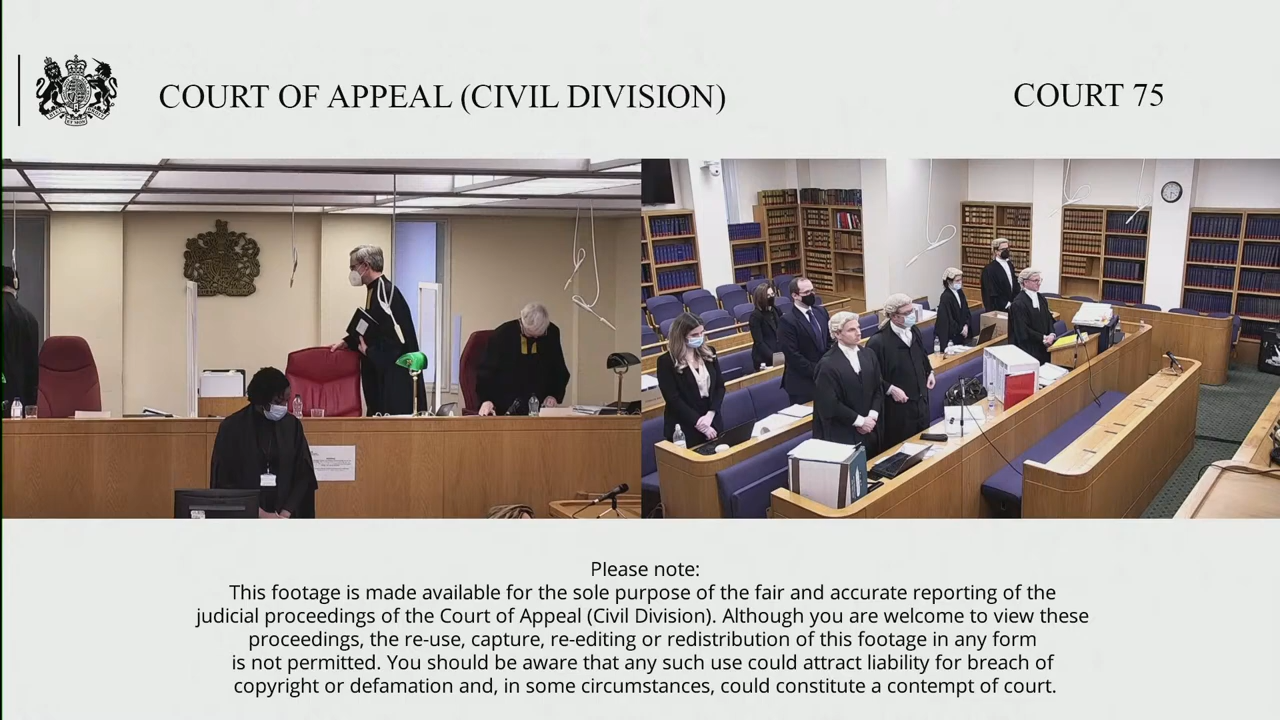 COURT OF APPEAL (CIVIL DIVISION)
COURT 75
Please note:
This footage is made available for the sole purpose of the fair and accurate reporting of the
judicial proceedings of the Court of Appeal (Civil Division). Although you are welcome to view these
proceedings, the re-use, capture, re-editing or redistribution of this footage in any form
is not permitted. You should be aware that any such use could attract liability for breach of
copyright or defamation and, in some circumstances, could constitute a contempt of court.